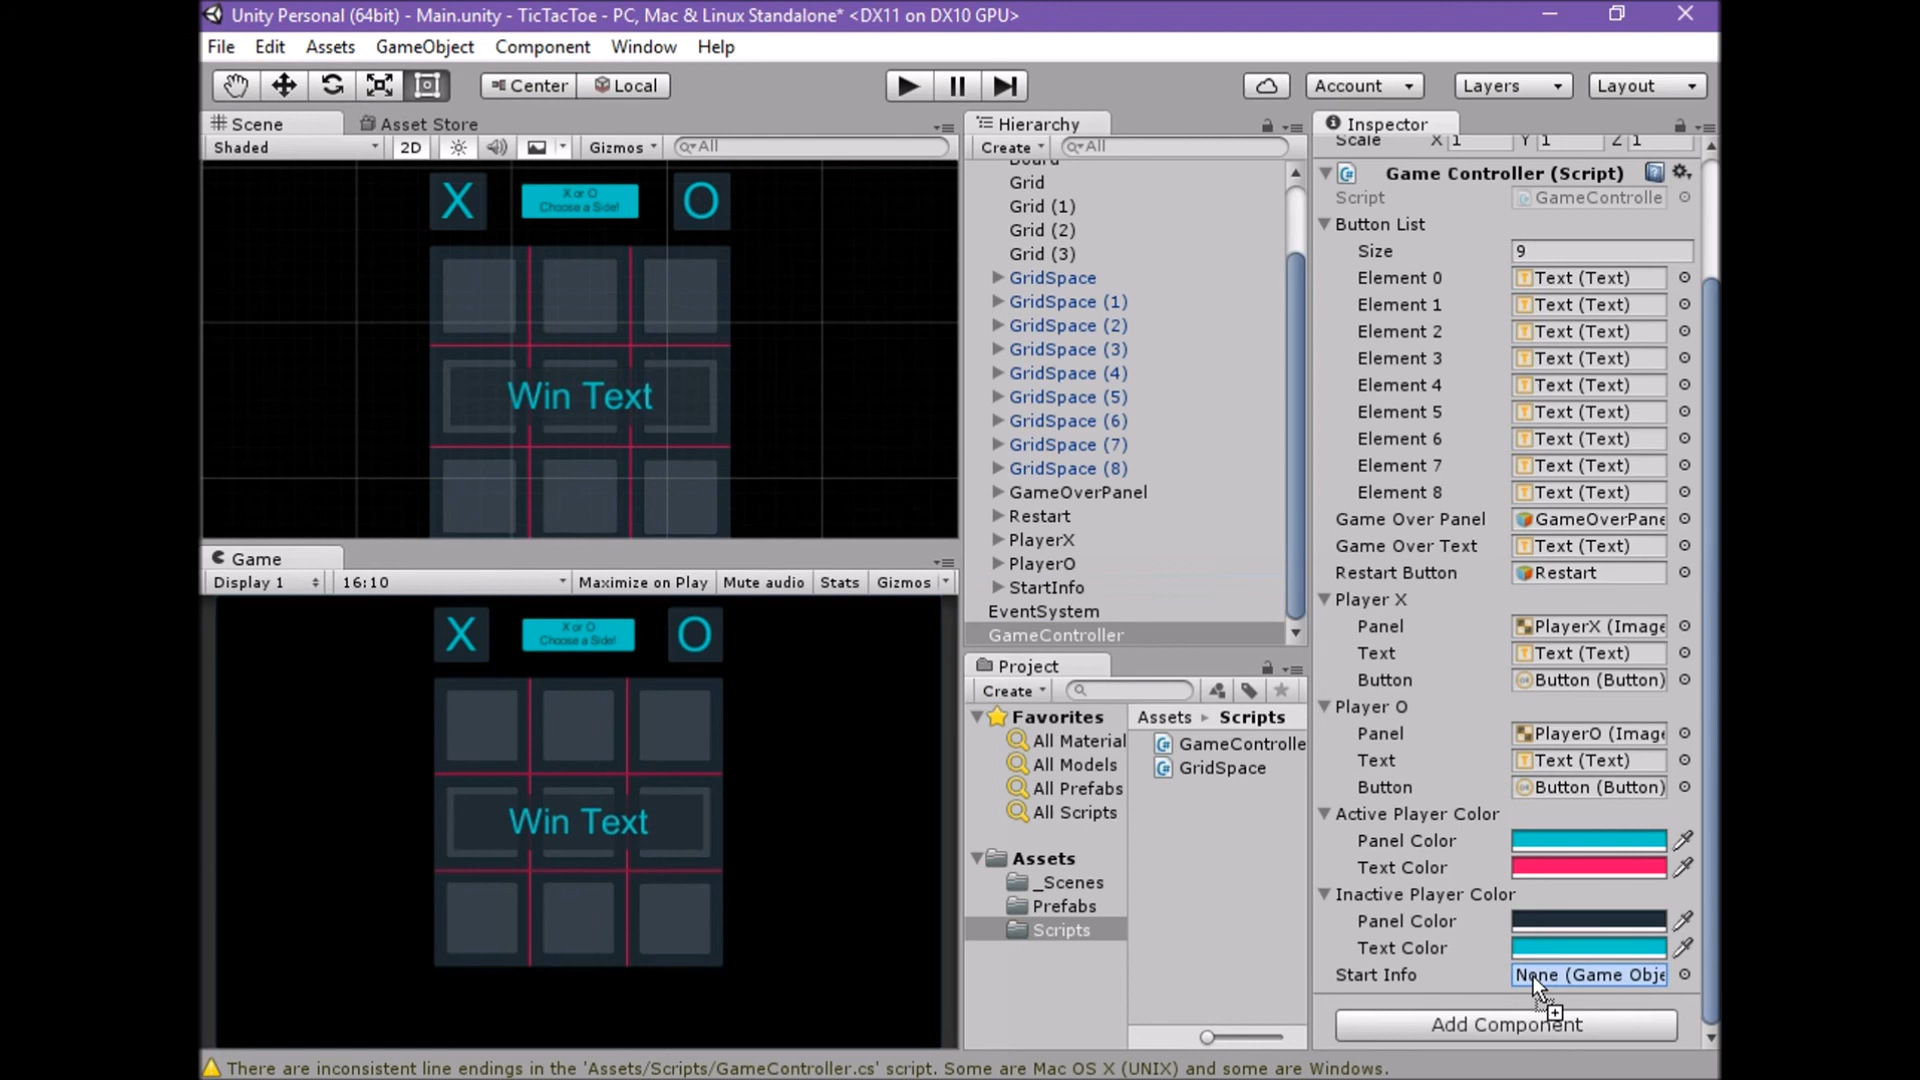 Unity Personal (64bit) - Main.unity - TicTacToe - PC, Mac & Linux Standalone* <DX11 on DX10 GPU>
File Edit Assets GameObject Component Window Help
Center Local Account Layers Layout
Scene Asset Store
Shaded 2D Gizmos All
X
X or O
Choose a Side!
O
Win Text
Game
Display 1 16:10 Maximize on Play Mute audio Stats Gizmos
X
X or O
Choose a Side!
O
Win Text
Hierarchy
Create All
Board
Grid
Grid (1)
Grid (2)
Grid (3)
GridSpace
GridSpace (1)
GridSpace (2)
GridSpace (3)
GridSpace (4)
GridSpace (5)
GridSpace (6)
GridSpace (7)
GridSpace (8)
GameOverPanel
Restart
PlayerX
PlayerO
StartInfo
EventSystem
GameController
Project
Create
Favorites
All Material
All Models
All Prefabs
All Scripts
Assets
_Scenes
Prefabs
Scripts
Assets Scripts
GameControlle
GridSpace
Inspector
Scale X 1 Y 1 Z 1
Game Controller (Script)
Script GameControlle
Button List
Size 9
Element 0 Text (Text)
Element 1 Text (Text)
Element 2 Text (Text)
Element 3 Text (Text)
Element 4 Text (Text)
Element 5 Text (Text)
Element 6 Text (Text)
Element 7 Text (Text)
Element 8 Text (Text)
Game Over Panel GameOverPane
Game Over Text Text (Text)
Restart Button Restart
Player X
Panel PlayerX (Image
Text Text (Text)
Button Button (Button)
Player O
Panel PlayerO (Image
Text Text (Text)
Button Button (Button)
Active Player Color
Panel Color
Text Color
Inactive Player Color
Panel Color
Text Color
Start Info None (Game Obje
Add Component
There are inconsistent line endings in the 'Assets/Scripts/GameController.cs' script. Some are Mac OS X (UNIX) and some are Windows.